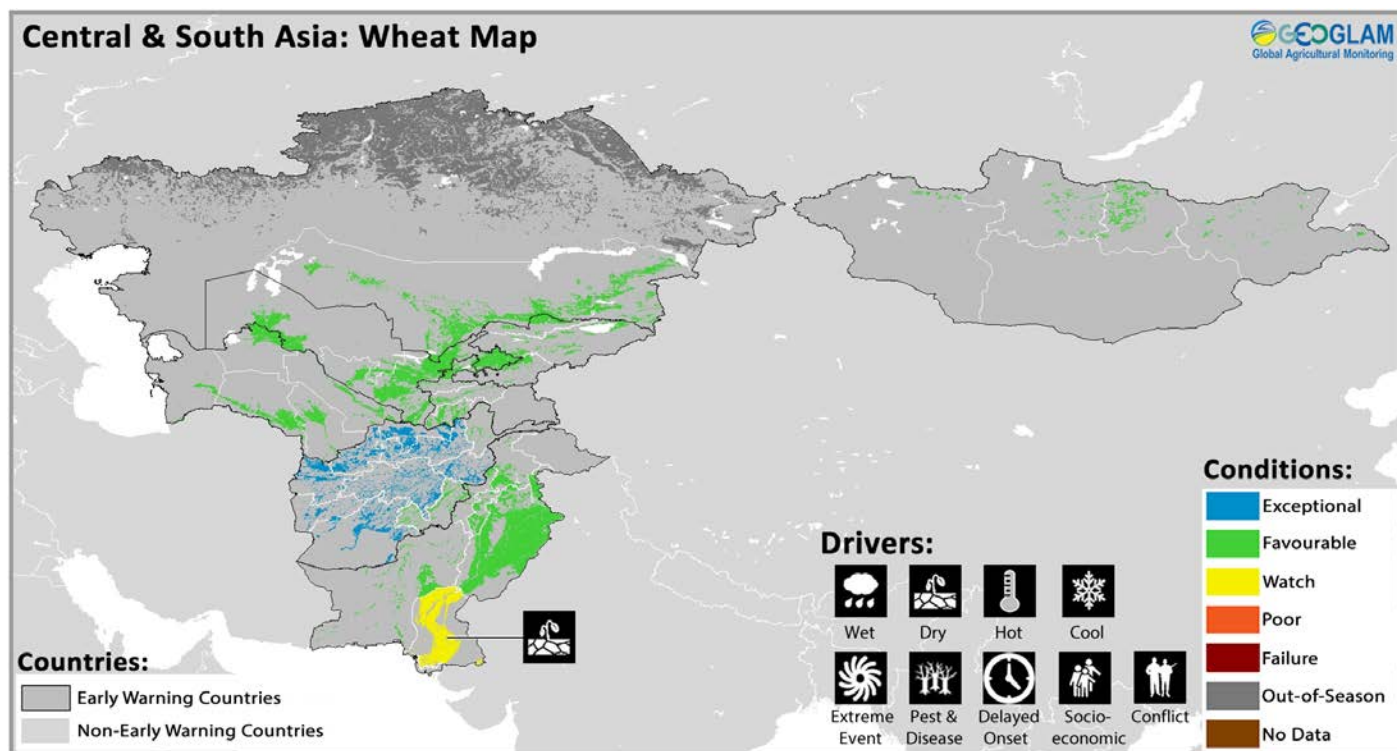 Central & South Asia: Wheat Map
GEOGLAM
Global Agricultural Monitoring
Countries:
Early Warning Countries
Non-Early Warning Countries
Drivers:
Wet
Dry
Hot
Cool
Extreme
Event
Pest &
Disease
Delayed
Onset
Socio-
economic
Conflict
Conditions:
Exceptional
Favourable
Watch
Poor
Failure
Out-of-Season
No Data